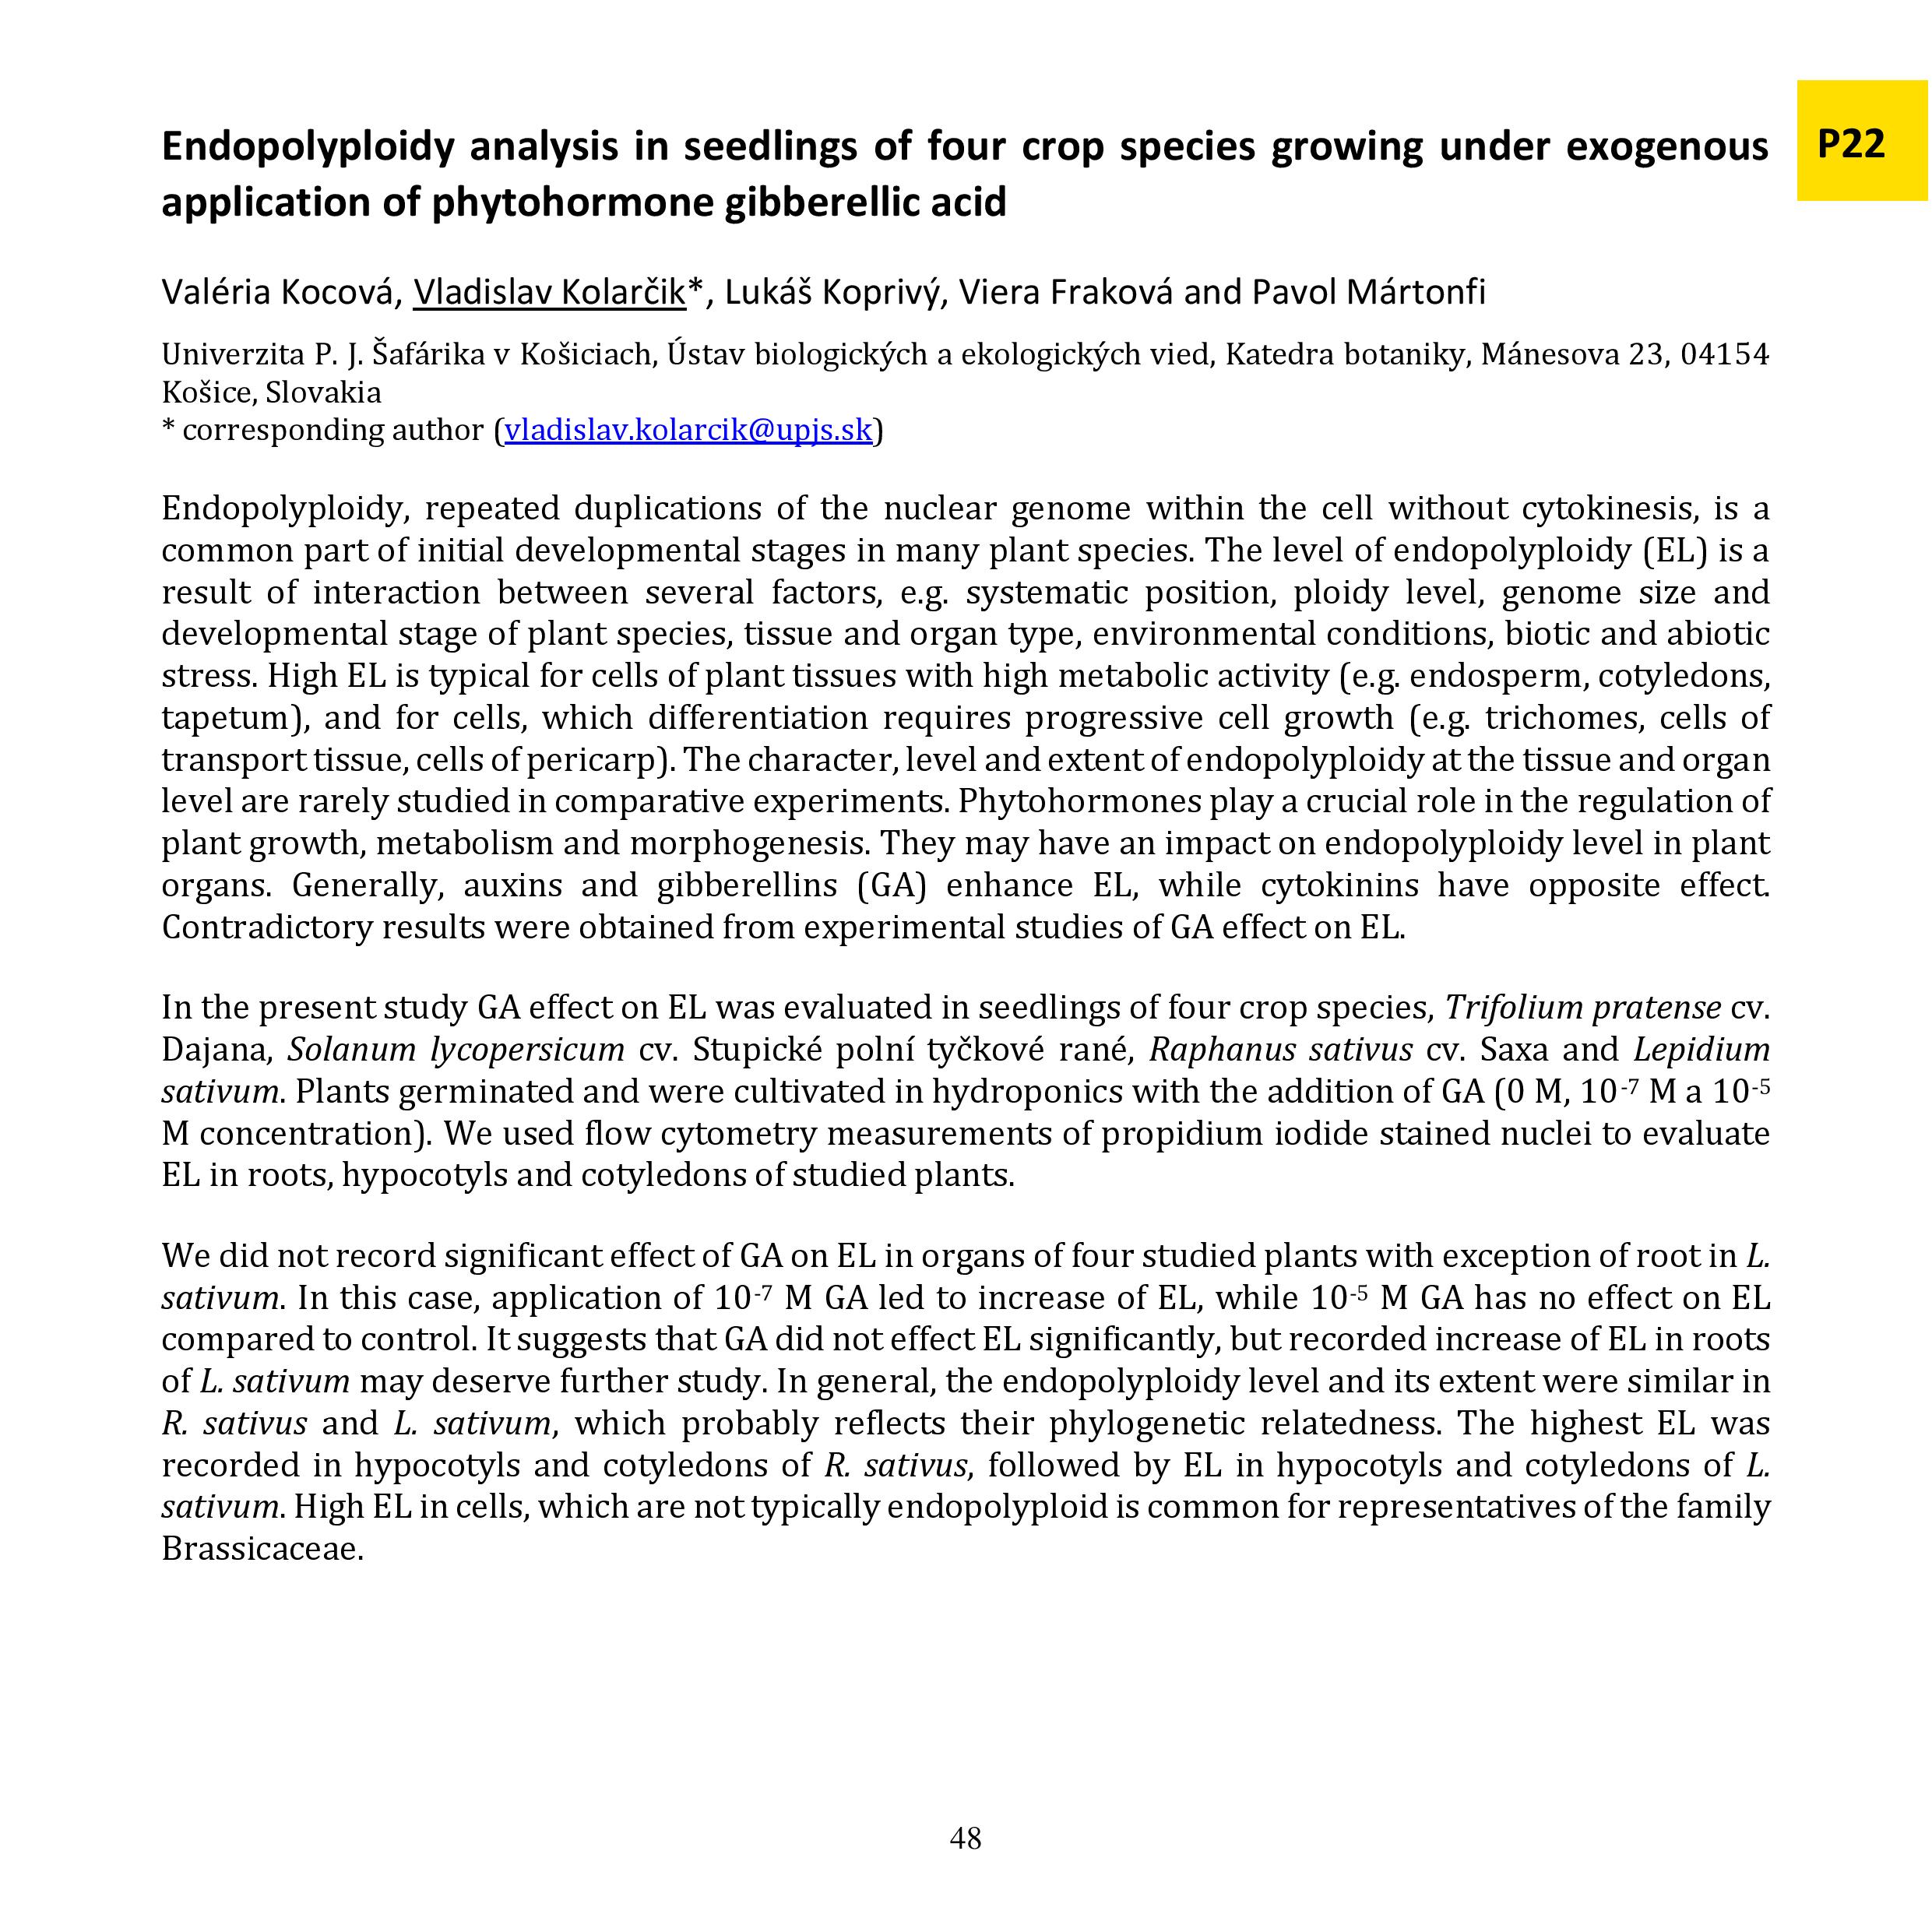 Endopolyploidy analysis in seedlings of four crop species growing under exogenous
application of phytohormone gibberellic acid
P22
Valéria Kocová, Vladislav Kolarčik*, Lukáš Koprivý, Viera Fraková and Pavol Mártonfi
Univerzita P. J. Šafárika v Košiciach, Ústav biologických a ekologických vied, Katedra botaniky, Mánesova 23, 04154
Košice, Slovakia
* corresponding author (vladislav.kolarcik@upjs.sk)
Endopolyploidy, repeated duplications of the nuclear genome within the cell without cytokinesis, is a
common part of initial developmental stages in many plant species. The level of endopolyploidy (EL) is a
result of interaction between several factors, e.g. systematic position, ploidy level, genome size and
developmental stage of plant species, tissue and organ type, environmental conditions, biotic and abiotic
stress. High EL is typical for cells of plant tissues with high metabolic activity (e.g. endosperm, cotyledons,
tapetum), and for cells, which differentiation requires progressive cell growth (e.g. trichomes, cells of
transport tissue, cells of pericarp). The character, level and extent of endopolyploidy at the tissue and organ
level are rarely studied in comparative experiments. Phytohormones play a crucial role in the regulation of
plant growth, metabolism and morphogenesis. They may have an impact on endopolyploidy level in plant
organs. Generally, auxins and gibberellins (GA) enhance EL, while cytokinins have opposite effect.
Contradictory results were obtained from experimental studies of GA effect on EL.
In the present study GA effect on EL was evaluated in seedlings of four crop species, Trifolium pratense cv.
Dajana, Solanum lycopersicum cv. Stupické polní tyčkové rané, Raphanus sativus cv. Saxa and Lepidium
sativum. Plants germinated and were cultivated in hydroponics with the addition of GA (0 M, 10⁻⁷ M a 10⁻⁵
M concentration). We used flow cytometry measurements of propidium iodide stained nuclei to evaluate
EL in roots, hypocotyls and cotyledons of studied plants.
We did not record significant effect of GA on EL in organs of four studied plants with exception of root in L.
sativum. In this case, application of 10⁻⁷ M GA led to increase of EL, while 10⁻⁵ M GA has no effect on EL
compared to control. It suggests that GA did not effect EL significantly, but recorded increase of EL in roots
of L. sativum may deserve further study. In general, the endopolyploidy level and its extent were similar in
R. sativus and L. sativum, which probably reflects their phylogenetic relatedness. The highest EL was
recorded in hypocotyls and cotyledons of R. sativus, followed by EL in hypocotyls and cotyledons of L.
sativum. High EL in cells, which are not typically endopolyploid is common for representatives of the family
Brassicaceae.
48